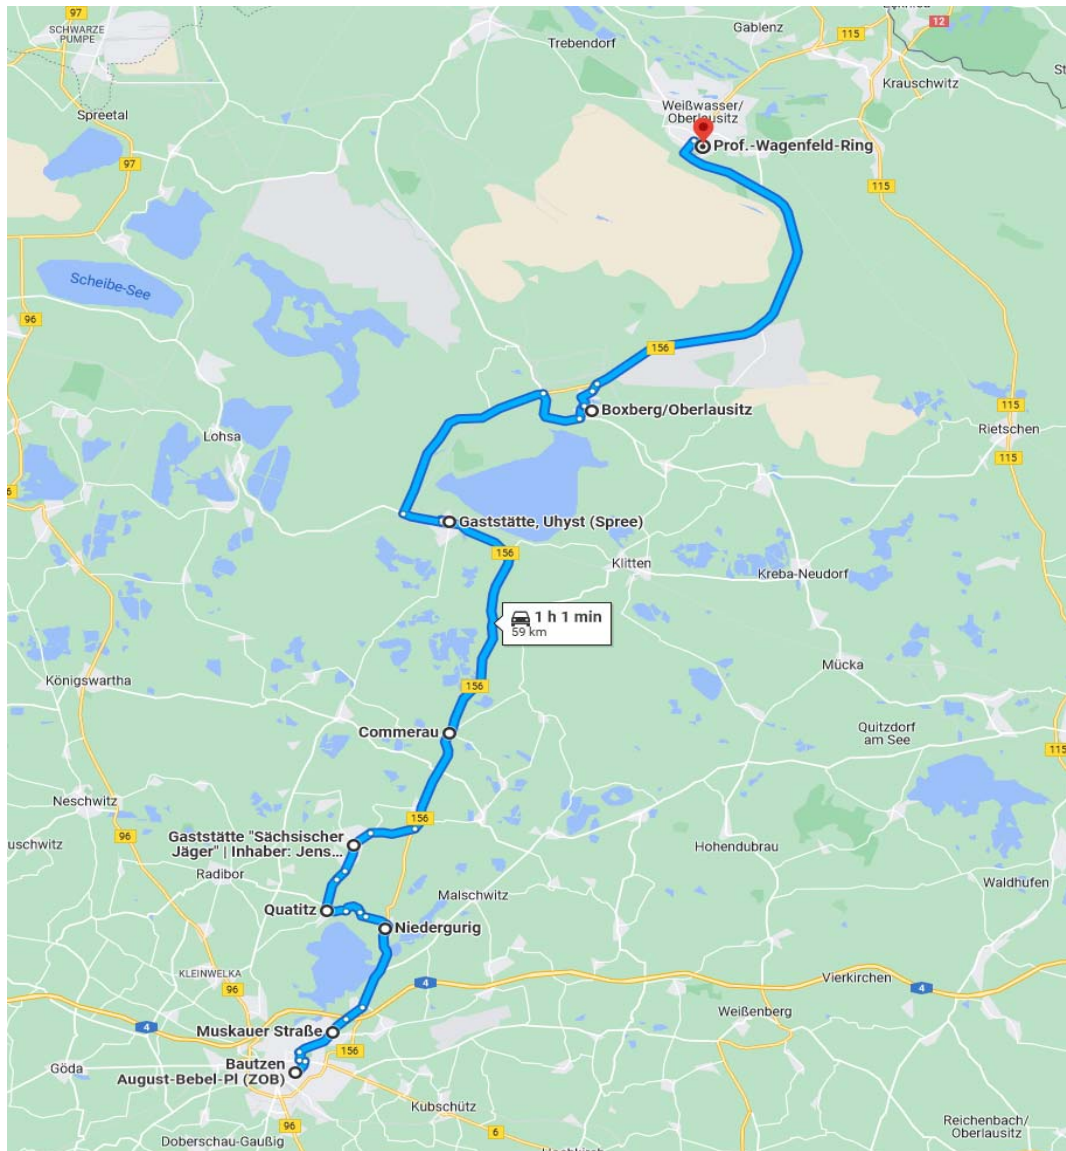 97
SCHWARZE
PUMPE
Trebendorf
Gablenz
12
115
Krauschwitz
Spreetal
Weißwasser/
Oberlausitz
Prof.-Wagenfeld-Ring
97
115
Scheibe-See
96
156
Boxberg/Oberlausitz
115
Rietschen
Lohsa
115
Gaststätte, Uhyst (Spree)
156
Klitten
Kreba-Neudorf
1 h 1 min
59 km
Mücka
Königswartha
156
Commerau
Quitzdorf
am See
115
Neschwitz
156
96
Gaststätte "Sächsischer
Jäger" | Inhaber: Jens...
Hohendubrau
Radibor
Waldhufen
Malschwitz
Quatitz
Niedergurig
KLEINWELKA
96
4
Vierkirchen
4
Weißenberg
4
Muskauer Straße
156
Göda
Bautzen
August-Bebel-Pl (ZOB)
Kubschütz
96
6
Doberschau-Gaußig
Reichenbach/
Oberlausitz